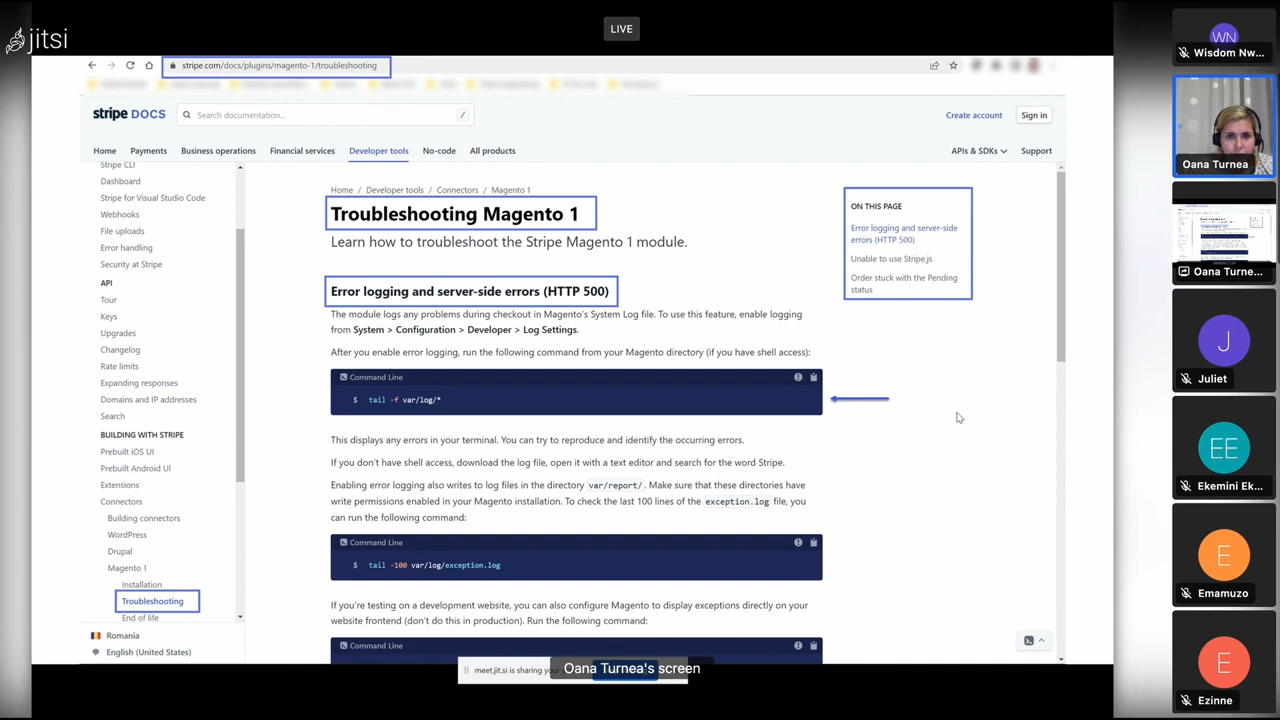 jitsi
LIVE
stripe.com/docs/plugins/magento-1/troubleshooting
stripe DOCS
Search documentation...
/
Create account
Sign in
Home
Payments
Business operations
Financial services
Developer tools
No-code
All products
APIs & SDKs
Support
Stripe CLI
Dashboard
Stripe for Visual Studio Code
Webhooks
File uploads
Error handling
Security at Stripe
API
Tour
Keys
Upgrades
Changelog
Rate limits
Expanding responses
Domains and IP addresses
Search
BUILDING WITH STRIPE
Prebuilt iOS UI
Prebuilt Android UI
Extensions
Connectors
Building connectors
WordPress
Drupal
Magento 1
Installation
Troubleshooting
End of life
Romania
English (United States)
Home / Developer tools / Connectors / Magento 1
Troubleshooting Magento 1
Learn how to troubleshoot the Stripe Magento 1 module.
Error logging and server-side errors (HTTP 500)
The module logs any problems during checkout in Magento's System Log file. To use this feature, enable logging
from System > Configuration > Developer > Log Settings.
After you enable error logging, run the following command from your Magento directory (if you have shell access):
Command Line
$ tail -f var/log/*
This displays any errors in your terminal. You can try to reproduce and identify the occurring errors.
If you don't have shell access, download the log file, open it with a text editor and search for the word Stripe.
Enabling error logging also writes to log files in the directory var/report/. Make sure that these directories have
write permissions enabled in your Magento installation. To check the last 100 lines of the exception.log file, you
can run the following command:
Command Line
$ tail -100 var/log/exception.log
If you're testing on a development website, you can also configure Magento to display exceptions directly on your
website frontend (don't do this in production). Run the following command:
Command Line
ON THIS PAGE
Error logging and server-side
errors (HTTP 500)
Unable to use Stripe.js
Order stuck with the Pending
status
meet.jit.si is sharing
Oana Turnea's screen
WN
Wisdom Nw...
Oana Turnea
Oana Turne...
J
Juliet
EE
Ekemini Ek...
E
Emamuzo
E
Ezinne